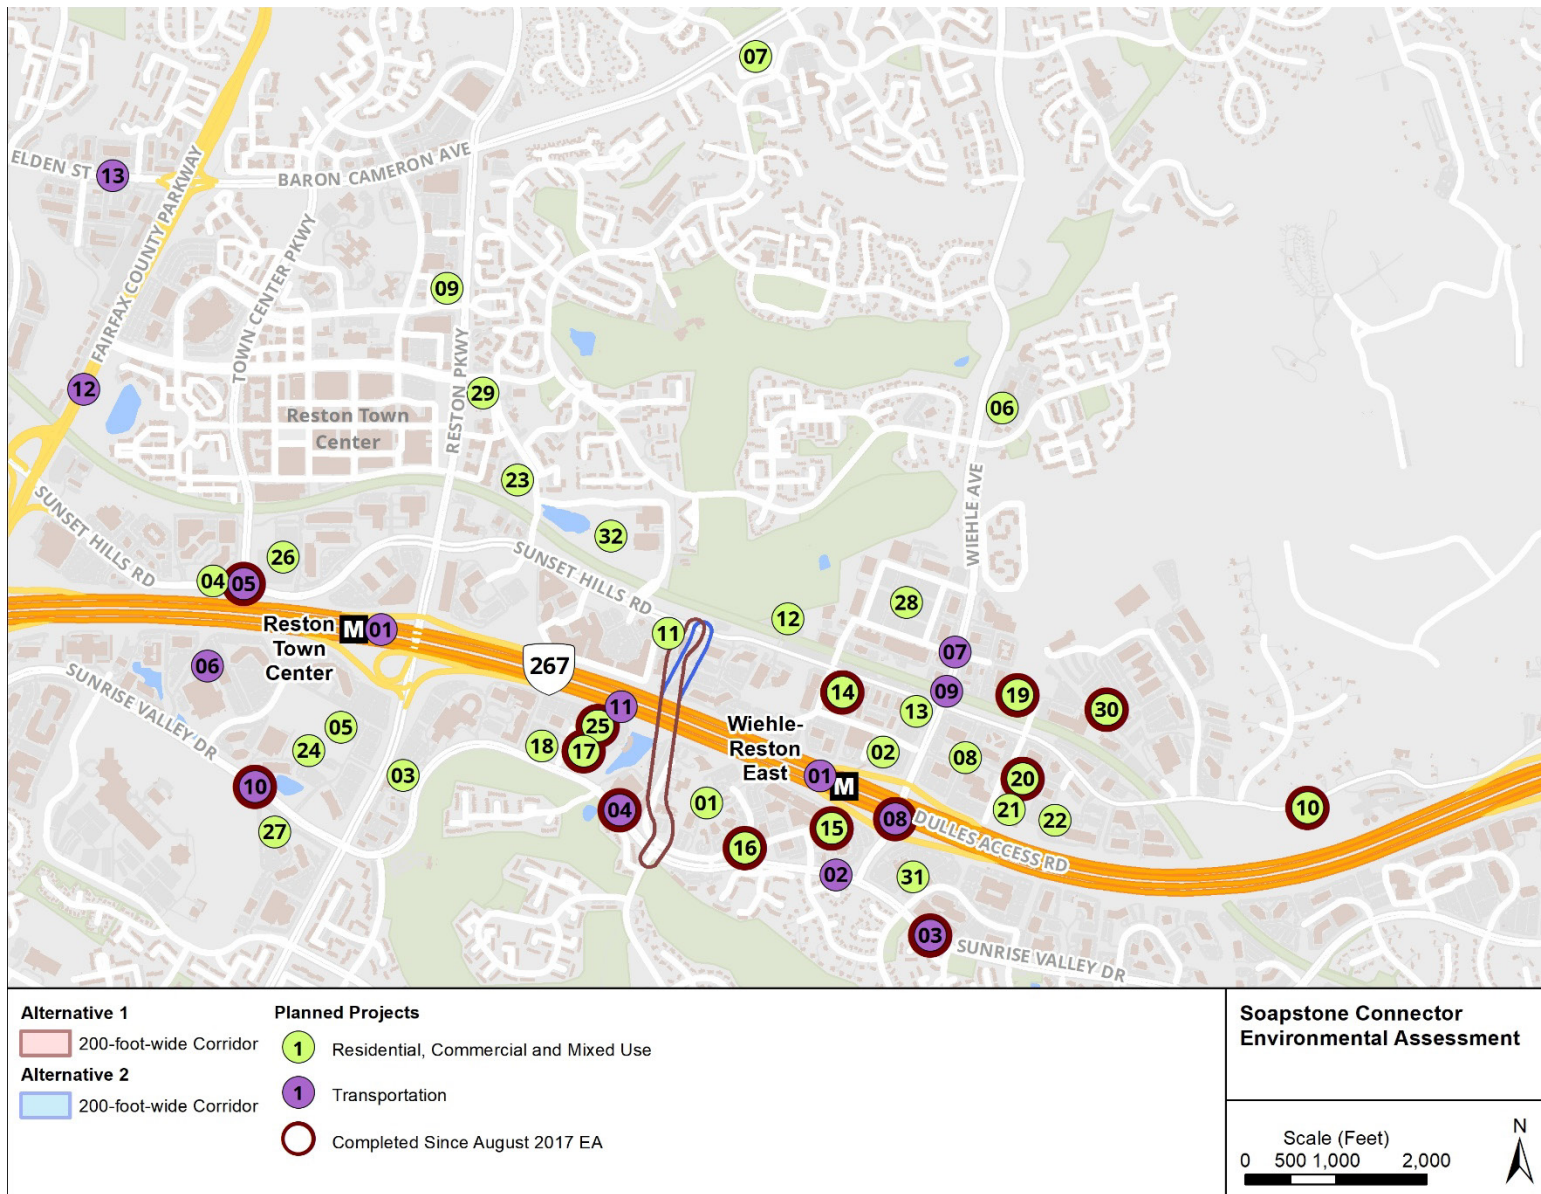 07
ELDEN ST
13
BARON CAMERON AVE
FAIRFAX COUNTY PARKWAY
TOWN CENTER PKWY
09
RESTON PKWY
12
29
06
Reston Town
Center
23
WIEHLE AVE
SUNSET HILLS RD
32
SUNSET HILLS RD
26
04
05
28
12
11
Reston
Town
Center
M
01
07
267
06
SUNRISE VALLEY DR
14
09
19
30
13
11
25
17
18
05
24
Wiehle-
Reston
East
02
08
01
M
03
10
20
01
04
21
22
10
27
08
DULLES ACCESS RD
15
16
02
31
03
SUNRISE VALLEY DR
Alternative 1
200-foot-wide Corridor
Alternative 2
200-foot-wide Corridor
Planned Projects
1
Residential, Commercial and Mixed Use
1
Transportation
Completed Since August 2017 EA
Soapstone Connector
Environmental Assessment
Scale (Feet)
0 500 1,000 2,000
N